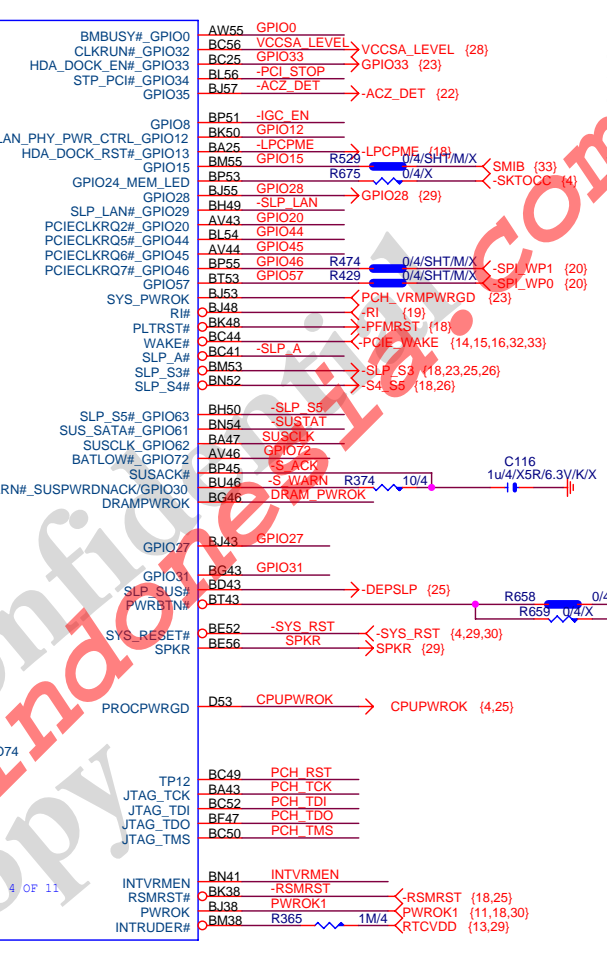 BMBUSY#_GPIO0 AW55 GPIO0
CLKRUN#_GPIO32 BC56 VCCSA_LEVEL VCCSA_LEVEL {28}
HDA_DOCK_EN#_GPIO33 BC25 GPIO33 GPIO33 {23}
STP_PCI#_GPIO34 BL56 -PCI_STOP
GPIO35 BJ57 -ACZ_DET -ACZ_DET {22}
GPIO8 BP51 -IGC_EN
LAN_PHY_PWR_CTRL_GPIO12 BK50 GPIO12
HDA_DOCK_RST#_GPIO13 BA25 -LPCPME -LPCPME {18}
GPIO15 BM55 GPIO15 R529 0/4/SHT/M/X SMIB {33}
GPIO24_MEM_LED BP53 R675 0/4/X -SKTOCC {4}
GPIO28 BJ55 GPIO28 GPIO28 {29}
SLP_LAN#_GPIO29 BH49 -SLP_LAN
PCIECLKRQ2#_GPIO20 AV43 GPIO20
PCIECLKRQ5#_GPIO44 BL54 GPIO44
PCIECLKRQ6#_GPIO45 AV44 GPIO45
PCIECLKRQ7#_GPIO46 BP55 GPIO46 R474 0/4/SHT/M/X -SPI_WP1 {20}
GPIO57 BT53 GPIO57 R429 0/4/SHT/M/X -SPI_WP0 {20}
SYS_PWROK BJ53 PCH_VRMPWRGD {23}
RI# BJ48 -RI {19}
PLTRST# BK48 -PFMRST {18}
WAKE# BC44 -PCIE_WAKE {14,15,16,32,33}
SLP_A# BC41 -SLP_A
SLP_S3# BM53 -SLP_S3 {18,23,25,26}
SLP_S4# BN52 -S4_S5 {18,26}
SLP_S5#_GPIO63 BH50 -SLP_S5
SUS_SATA#_GPIO61 BN54 -SUSTAT
SUSCLK_GPIO62 BA47 SUSCLK
BATLOW#_GPIO72 AV46 GPIO72
SUSACK# BP45 -S_ACK
RN#_SUSPWRDNACK/GPIO30 BU46 -S_WARN R374 10/4
DRAMPWROK BG46 DRAM_PWROK
C116
1u/4/X5R/6.3V/K/X
GPIO27 BJ43 GPIO27
GPIO31 BG43 GPIO31
SLP_SUS# BD43 -DEPSLP {25}
PWRBTN# BT43 R658 0/4
R659 0/4/X
SYS_RESET# BE52 -SYS_RST -SYS_RST {4,29,30}
SPKR BE56 SPKR SPKR {29}
PROCPWRGD D53 CPUPWROK CPUPWROK {4,25}
D74
TP12 BC49 PCH_RST
JTAG_TCK BA43 PCH_TCK
JTAG_TDI BC52 PCH_TDI
JTAG_TDO BF47 PCH_TDO
JTAG_TMS BC50 PCH_TMS
4 OF 11
INTVRMEN BN41 INTVRMEN
RSMRST# BK38 -RSMRST -RSMRST {18,25}
PWROK BJ38 PWROK1 PWROK1 {11,18,30}
INTRUDER# BM38 R365 1M/4 RTCVDD {13,29}